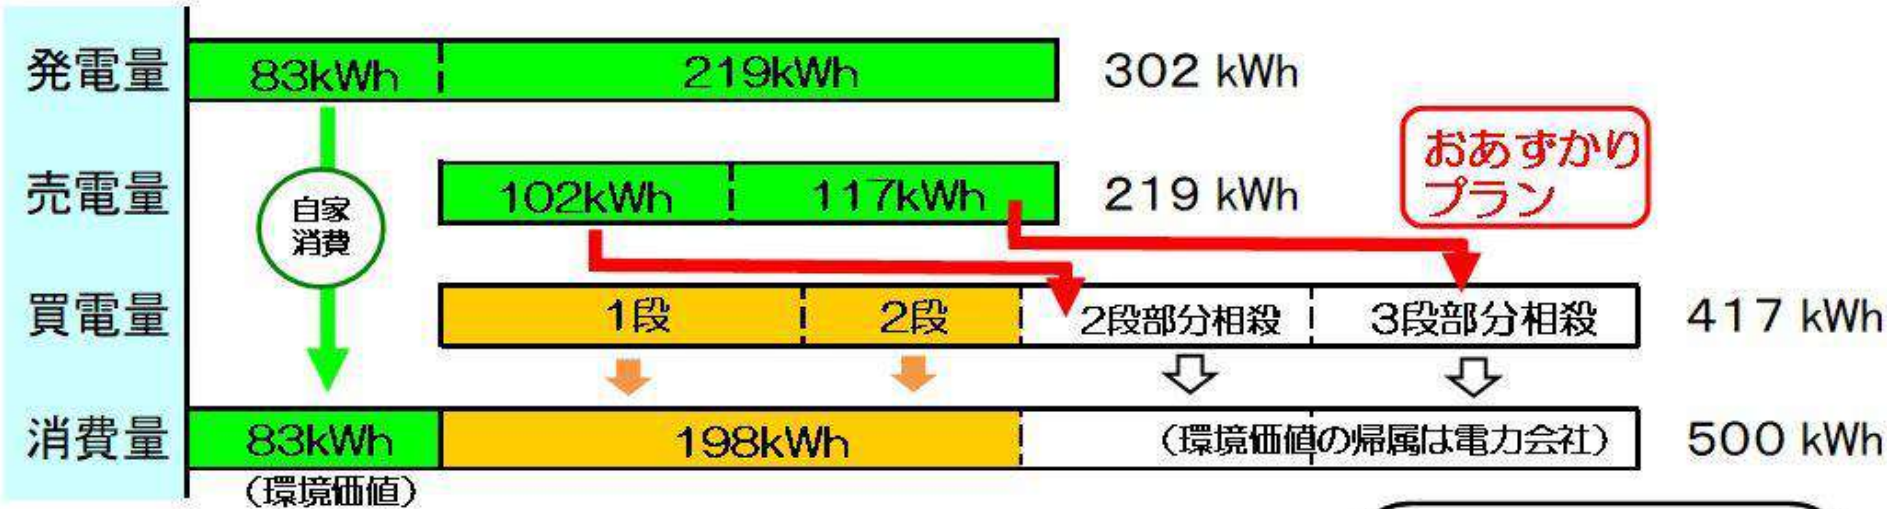 発電量
83kWh
219kWh
302 kWh
おあずかり
プラン
売電量
自家
消費
102kWh
117kWh
219 kWh
買電量
1段
2段
2段部分相殺
3段部分相殺
417 kWh
消費量
83kWh
198kWh
（環境価値の帰属は電力会社）
500 kWh
（環境価値）